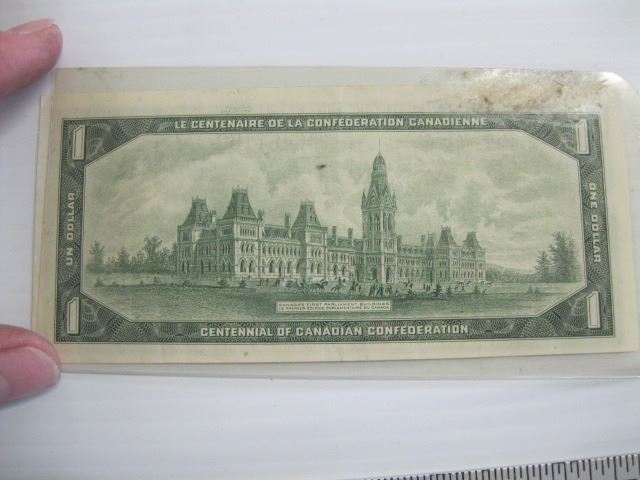 1 LE CENTENAIRE DE LA CONFÉDÉRATION CANADIENNE 1
UN DOLLAR
ONE DOLLAR
CANADA'S FIRST PARLIAMENT BUILDINGS
LE PREMIER ÉDIFICE PARLEMENTAIRE DU CANADA
1 CENTENNIAL OF CANADIAN CONFEDERATION 1